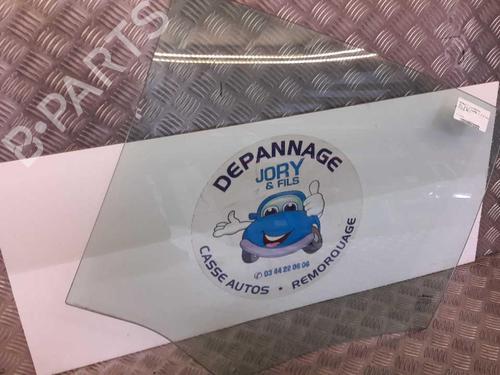 B-PARTS
DEPANNAGE
JORY
& FILS
CASSE AUTOS • REMORQUAGE
03 44 22 06 06